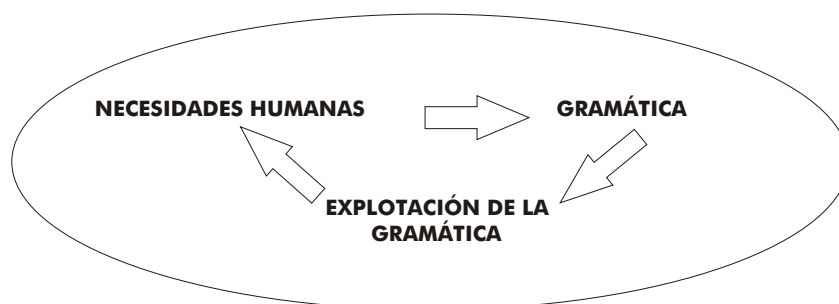 NECESIDADES HUMANAS
GRAMÁTICA
EXPLOTACIÓN DE LA
GRAMÁTICA